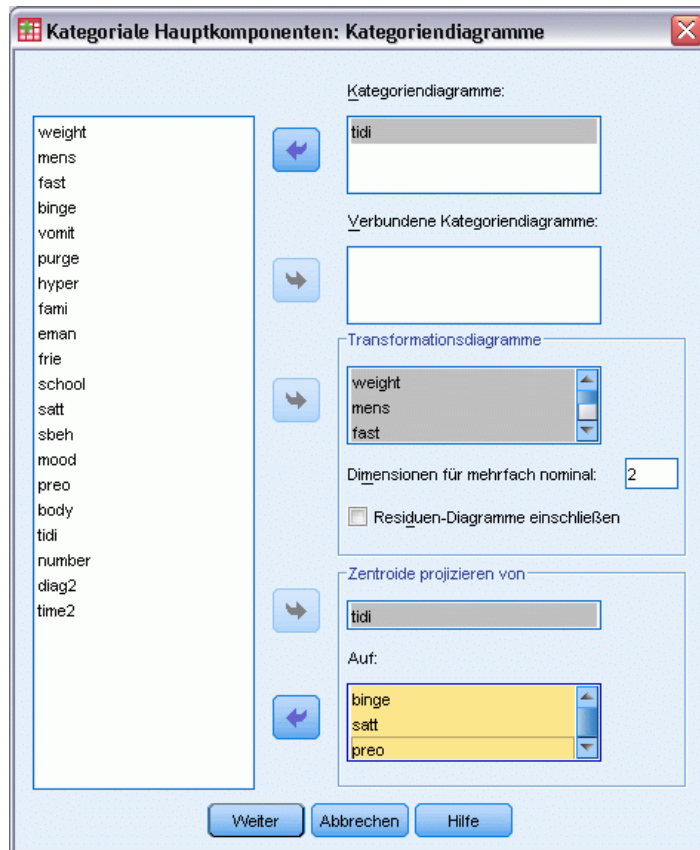 Kategoriale Hauptkomponenten: Kategoriendiagramme
weight
mens
fast
binge
vomit
purge
hyper
fami
eman
frie
school
satt
sbeh
mood
preo
body
tidi
number
diag2
time2
Kategoriendiagramme:
tidi
Verbundene Kategoriendiagramme:
Transformationsdiagramme
weight
mens
fast
Dimensionen für mehrfach nominal: 2
Residuen-Diagramme einschließen
Zentroide projizieren von
tidi
Auf:
binge
satt
preo
Weiter Abbrechen Hilfe